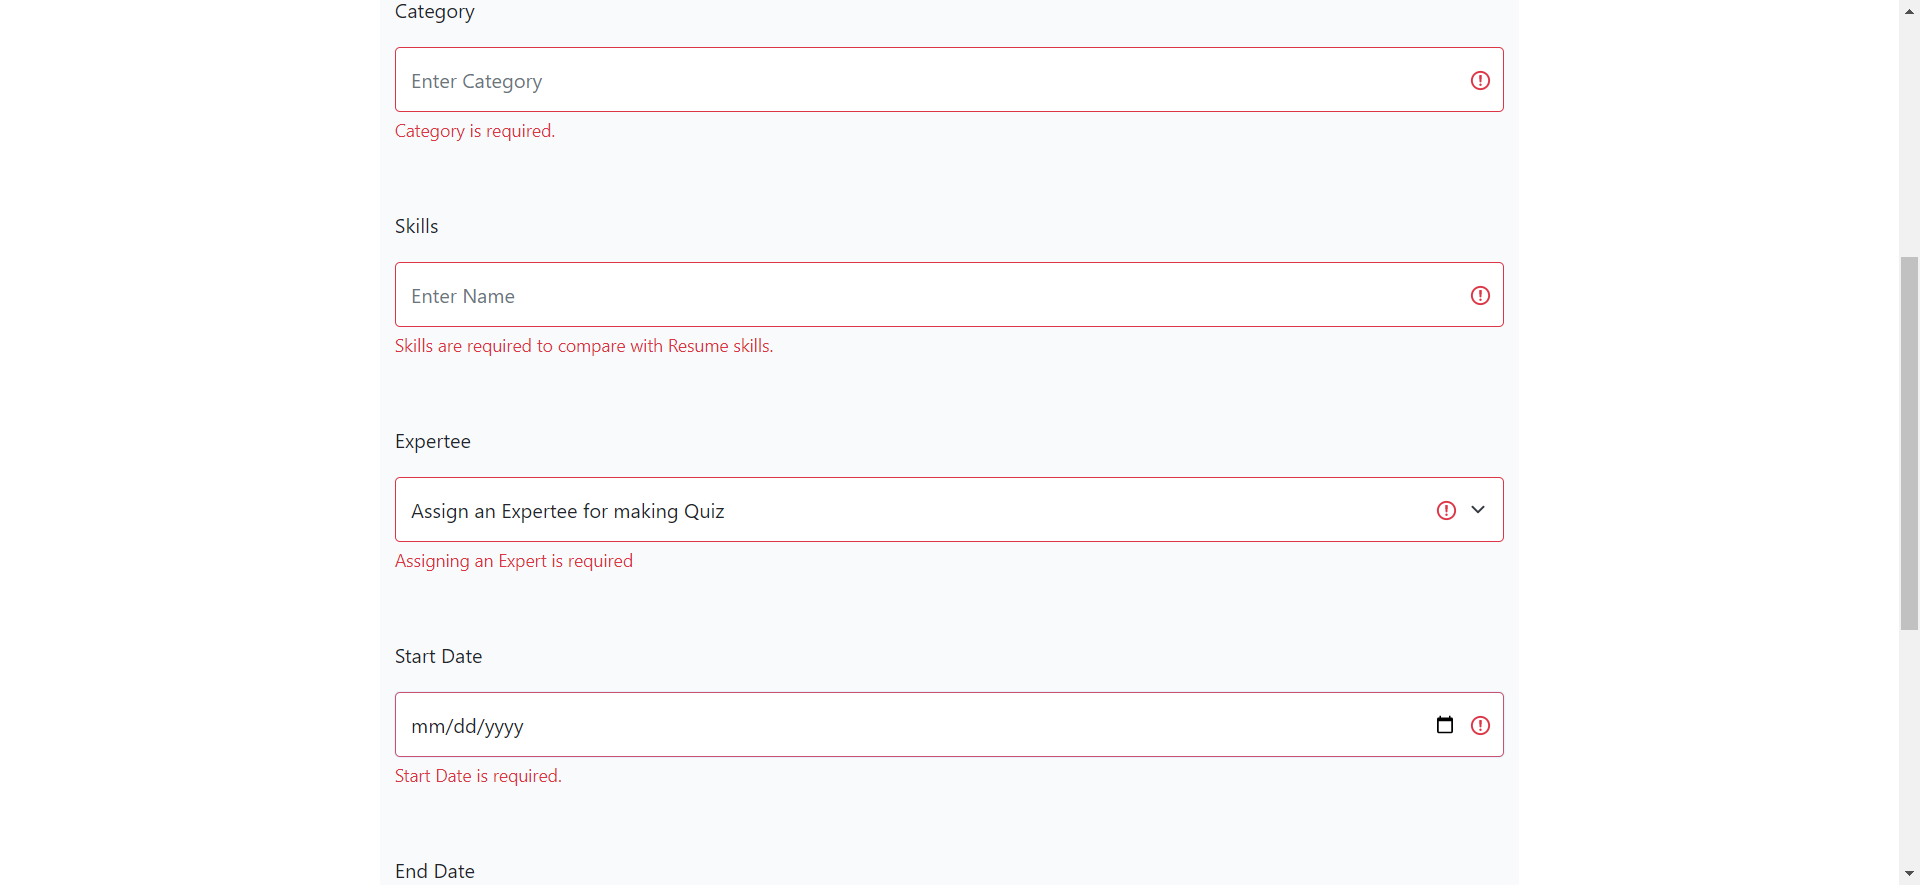 Category
Enter Category
Category is required.
Skills
Enter Name
Skills are required to compare with Resume skills.
Expertee
Assign an Expertee for making Quiz
Assigning an Expert is required
Start Date
mm/dd/yyyy
Start Date is required.
End Date